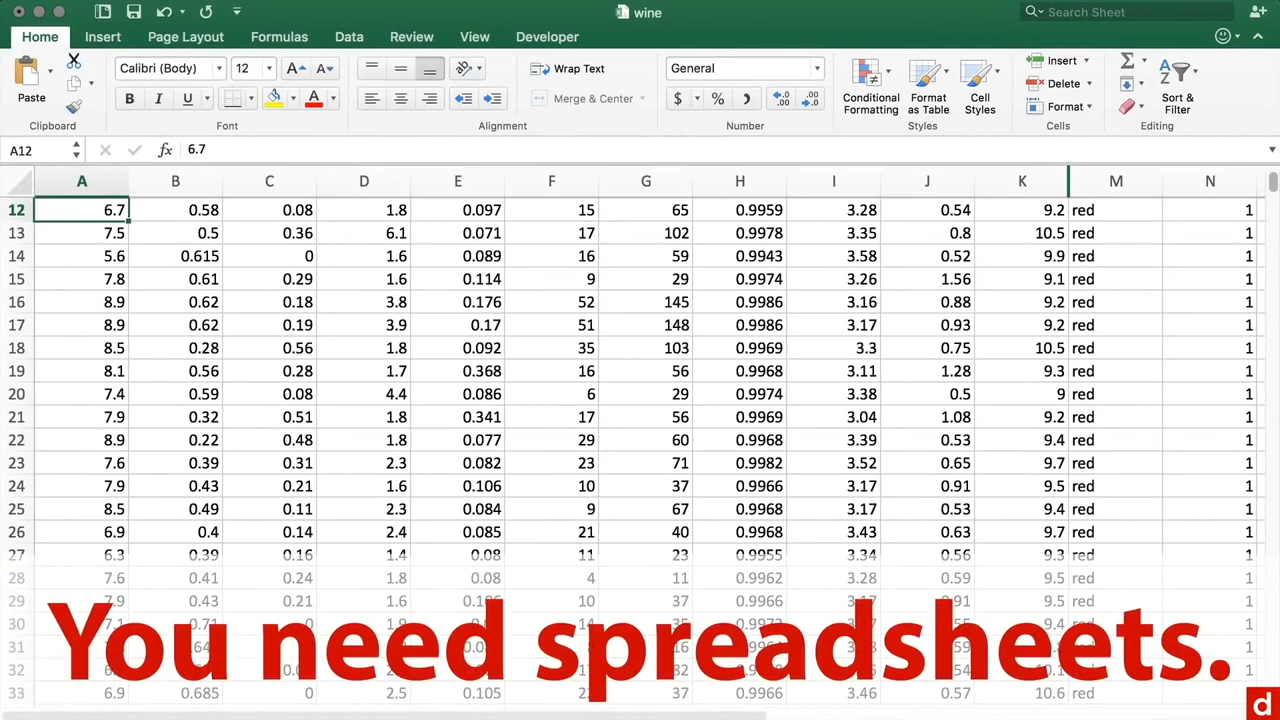 wine
Search Sheet
Home Insert Page Layout Formulas Data Review View Developer
Paste
Calibri (Body) 12 A A
B I U A
Wrap Text
Merge & Center
General
$ %
Conditional Formatting
Format as Table
Cell Styles
Insert
Delete
Format
Sort & Filter
Clipboard Font Alignment Number Styles Cells Editing
A12 fx 6.7
A B C D E F G H I J K M N
12 6.7 0.58 0.08 1.8 0.097 15 65 0.9959 3.28 0.54 9.2 red 1
13 7.5 0.5 0.36 6.1 0.071 17 102 0.9978 3.35 0.8 10.5 red 1
14 5.6 0.615 0 1.6 0.089 16 59 0.9943 3.58 0.52 9.9 red 1
15 7.8 0.61 0.29 1.6 0.114 9 29 0.9974 3.26 1.56 9.1 red 1
16 8.9 0.62 0.18 3.8 0.176 52 145 0.9986 3.16 0.88 9.2 red 1
17 8.9 0.62 0.19 3.9 0.17 51 148 0.9986 3.17 0.93 9.2 red 1
18 8.5 0.28 0.56 1.8 0.092 35 103 0.9969 3.3 0.75 10.5 red 1
19 8.1 0.56 0.28 1.7 0.368 16 56 0.9968 3.11 1.28 9.3 red 1
20 7.4 0.59 0.08 4.4 0.086 6 29 0.9974 3.38 0.5 9 red 1
21 7.9 0.32 0.51 1.8 0.341 17 56 0.9969 3.04 1.08 9.2 red 1
22 8.9 0.22 0.48 1.8 0.077 29 60 0.9968 3.39 0.53 9.4 red 1
23 7.6 0.39 0.31 2.3 0.082 23 71 0.9982 3.52 0.65 9.7 red 1
24 7.9 0.43 0.21 1.6 0.106 10 37 0.9966 3.17 0.91 9.5 red 1
25 8.5 0.49 0.11 2.3 0.084 9 67 0.9968 3.17 0.53 9.4 red 1
26 6.9 0.4 0.14 2.4 0.085 21 40 0.9968 3.43 0.63 9.7 red 1
27 6.3 0.39 0.16 1.4 0.08 11 23 0.9955 3.34 0.56 9.3 red 1
28 7.6 0.41 0.24 1.8 0.08 4 11 0.9962 3.28 0.59 9.5 red 1
29 7.9 0.43 0.21 1.6 10 37 0.9966 9.5 red 1
30
31
32
33 6.9 0.685 0 2.5 0.105 37 0.9966 3.46 0.57 10.6 red 1
You need spreadsheets.
d